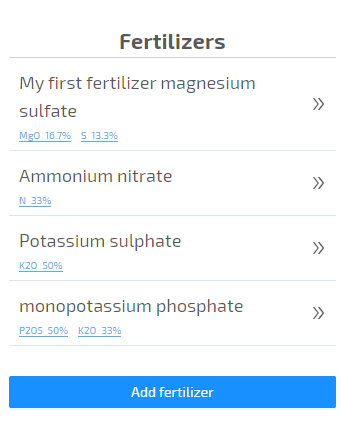 Fertilizers
My first fertilizer magnesium
sulfate
MgO 16.7% S 13.3%
Ammonium nitrate
N 33%
Potassium sulphate
K2O 50%
monopotassium phosphate
P2O5 50% K2O 33%
Add fertilizer